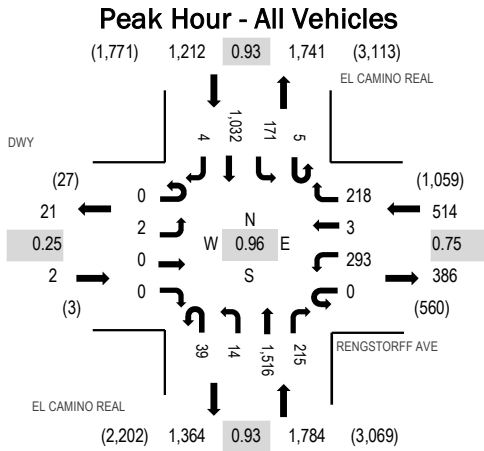 Peak Hour - All Vehicles
(1,771) 1,212 0.93 1,741 (3,113)
EL CAMINO REAL
DWY
4 1,032 171 5
(27) 0 218 (1,059)
21 2 N 3 514
0.25 W 0.96 E 0.75
2 0 S 293 386
(3) 0 0 (560)
39 14 1,516 215
RENGSTORFF AVE
EL CAMINO REAL
(2,202) 1,364 0.93 1,784 (3,069)